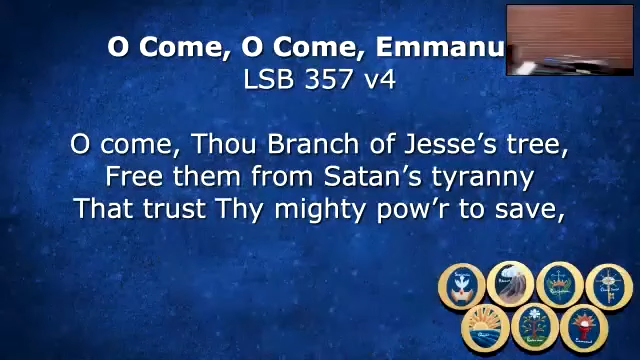 O Come, O Come, Emmanu
LSB 357 v4
O come, Thou Branch of Jesse's tree,
Free them from Satan's tyranny
That trust Thy mighty pow'r to save,